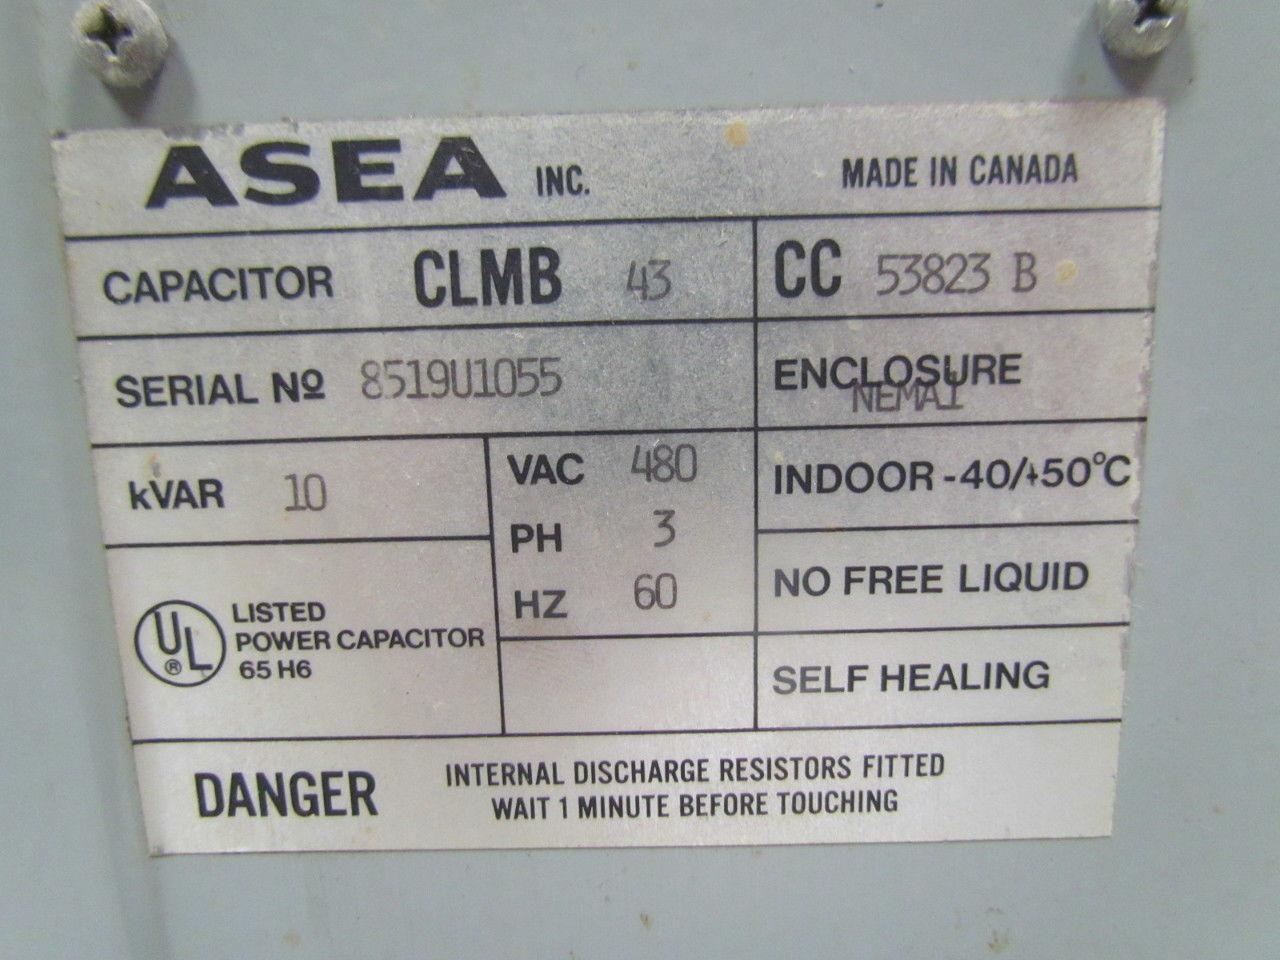 ASEA INC. MADE IN CANADA
CAPACITOR CLMB 43
CC 53823 B
SERIAL Nº 8519U1055
ENCLOSURE
NEMA1
kVAR 10
VAC 480
PH 3
HZ 60
INDOOR -40/+50°C
NO FREE LIQUID
SELF HEALING
UL ®
LISTED
POWER CAPACITOR
65 H6
DANGER
INTERNAL DISCHARGE RESISTORS FITTED
WAIT 1 MINUTE BEFORE TOUCHING